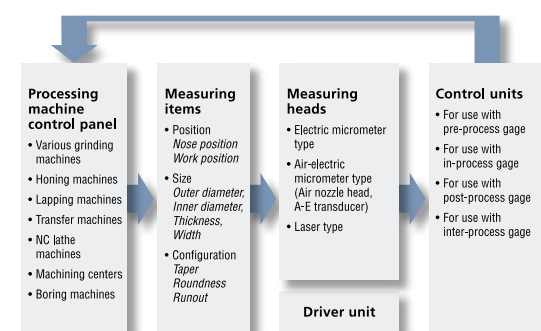 Processing
machine
control panel
• Various grinding
machines
• Honing machines
• Lapping machines
• Transfer machines
• NC lathe
machines
• Machining centers
• Boring machines
Measuring
items
• Position
Nose position
Work position
• Size
Outer diameter,
Inner diameter,
Thickness,
Width
• Configuration
Taper
Roundness
Runout
Measuring
heads
• Electric micrometer
type
• Air-electric
micrometer type
(Air nozzle head,
A-E transducer)
• Laser type
Driver unit
Control units
• For use with
pre-process gage
• For use with
in-process gage
• For use with
post-process gage
• For use with
inter-process gage